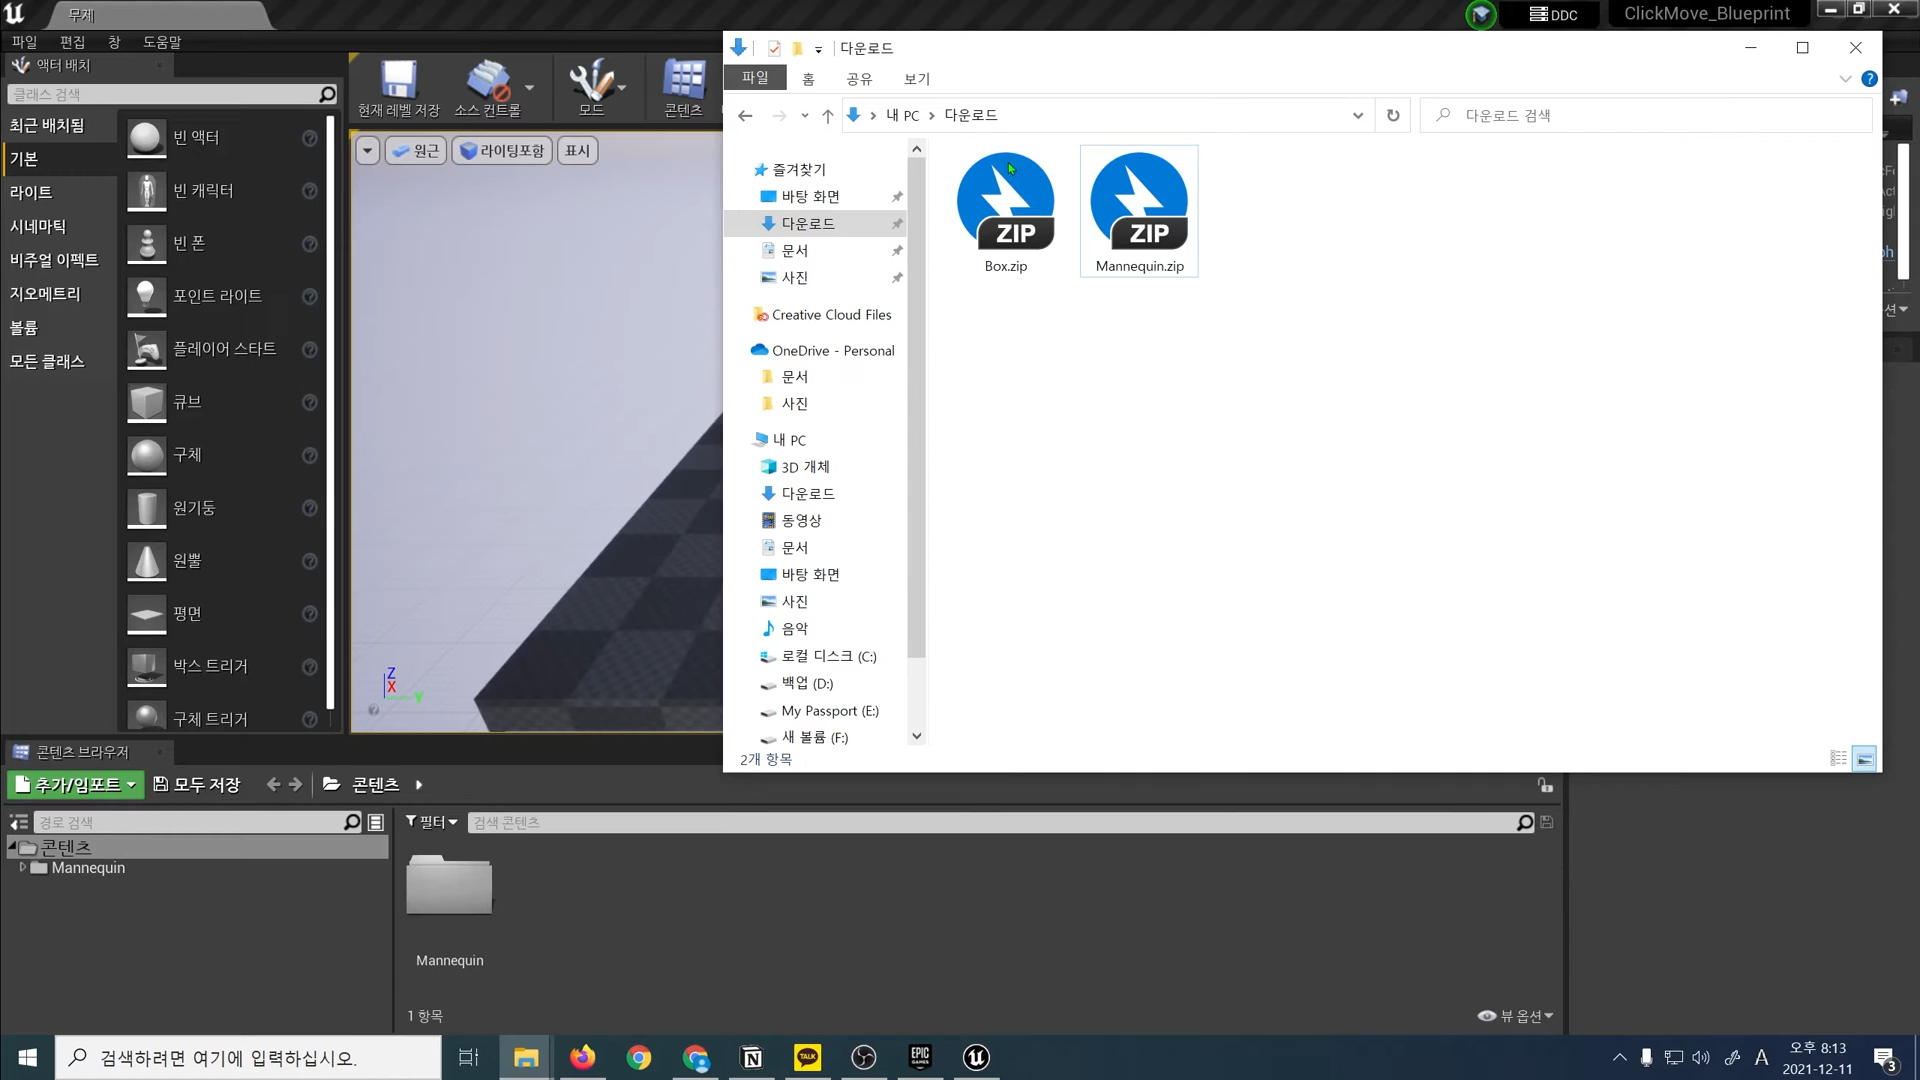 무제
DDC
ClickMove_Blueprint
파일 편집 창 도움말
액터 배치
클래스 검색
최근 배치됨
기본
라이트
시네마틱
비주얼 이펙트
지오메트리
볼륨
모든 클래스
빈 액터
빈 캐릭터
빈 폰
포인트 라이트
플레이어 스타트
큐브
구체
원기둥
원뿔
평면
박스 트리거
구체 트리거
현재 레벨 저장
소스 컨트롤
모드
콘텐츠
원근
라이팅포함
표시
Z
X
Y
다운로드
파일 홈 공유 보기
내 PC 다운로드
다운로드 검색
즐겨찾기
바탕 화면
다운로드
문서
사진
Creative Cloud Files
OneDrive - Personal
문서
사진
내 PC
3D 개체
다운로드
동영상
문서
바탕 화면
사진
음악
로컬 디스크 (C:)
백업 (D:)
My Passport (E:)
새 볼륨 (F:)
ZIP
Box.zip
ZIP
Mannequin.zip
2개 항목
콘텐츠 브라우저
추가/임포트
모두 저장
콘텐츠
경로 검색
필터
검색 콘텐츠
콘텐츠
Mannequin
Mannequin
1 항목
뷰 옵션
검색하려면 여기에 입력하십시오.
TALK
EPIC
GAMES
A
오후 8:13
2021-12-11
3